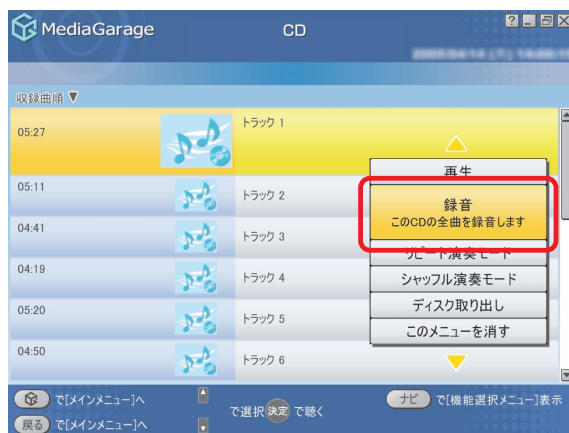 MediaGarage
CD
収録曲順 ▼
05:27
トラック 1
05:11
トラック 2
04:41
トラック 3
04:19
トラック 4
05:20
トラック 5
04:50
トラック 6
再生
録音
このCDの全曲を録音します
リピート演奏モード
シャッフル演奏モード
ディスク取り出し
このメニューを消す
で[メインメニュー]へ
戻る で[メインメニュー]へ
で選択 決定 で聴く
ナビ で[機能選択メニュー]表示